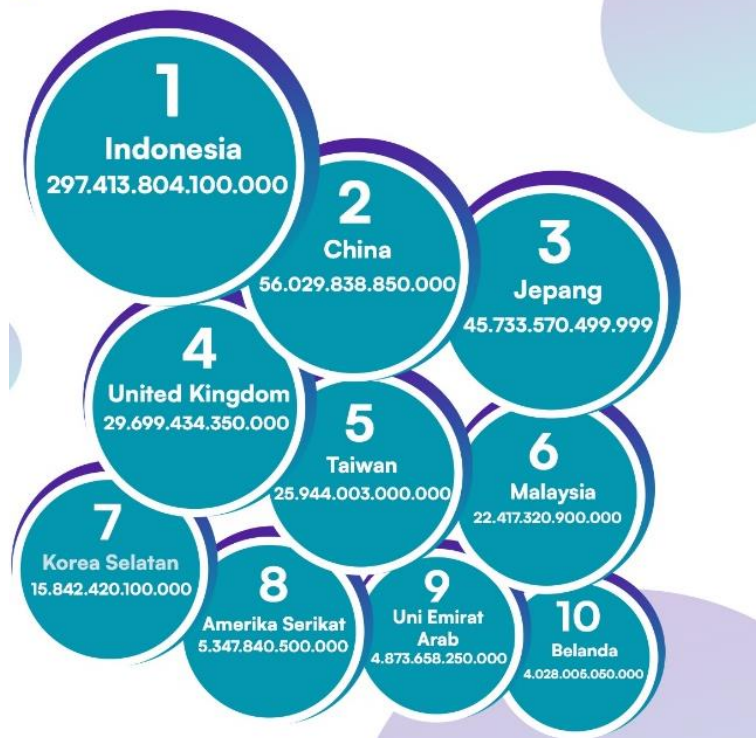 1
Indonesia
297.413.804.100.000
2
China
56.029.838.850.000
3
Jepang
45.733.570.499.999
4
United Kingdom
29.699.434.350.000
5
Taiwan
25.944.003.000.000
6
Malaysia
22.417.320.900.000
7
Korea Selatan
15.842.420.100.000
8
Amerika Serikat
5.347.840.500.000
9
Uni Emirat
Arab
4.873.658.250.000
10
Belanda
4.028.005.050.000